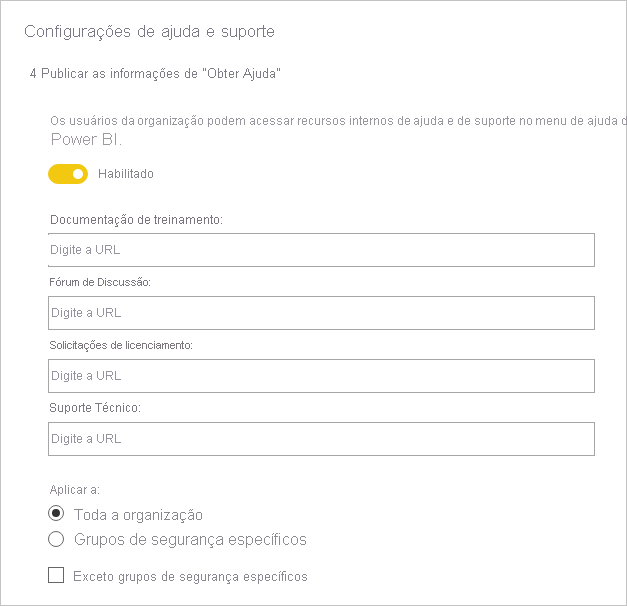 Configurações de ajuda e suporte
4 Publicar as informações de "Obter Ajuda"
Os usuários da organização podem acessar recursos internos de ajuda e de suporte no menu de ajuda
Power BI.
Habilitado
Documentação de treinamento:
Digite a URL
Fórum de Discussão:
Digite a URL
Solicitações de licenciamento:
Digite a URL
Suporte Técnico:
Digite a URL
Aplicar a:
Toda a organização
Grupos de segurança específicos
Exceto grupos de segurança específicos